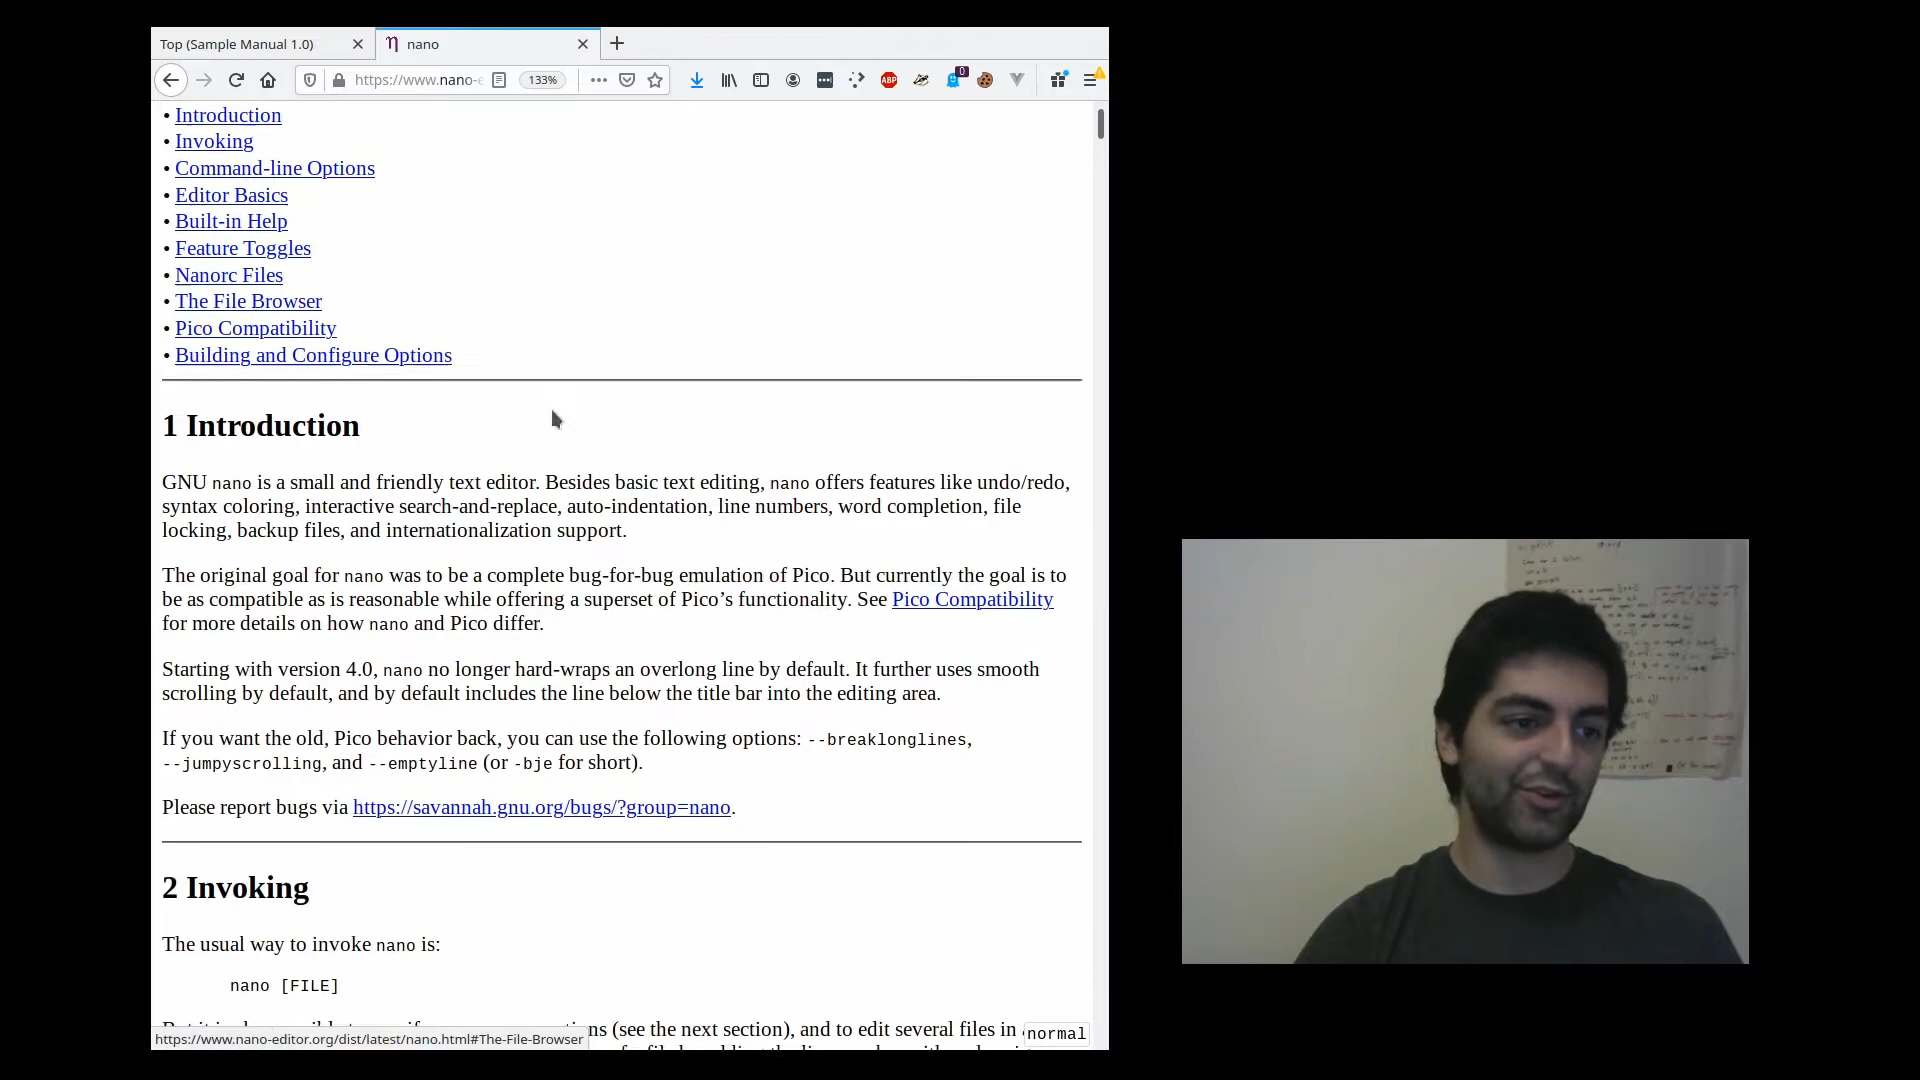 Top (Sample Manual 1.0)
nano
https://www.nano-e
133%
ABP
0
• Introduction
• Invoking
• Command-line Options
• Editor Basics
• Built-in Help
• Feature Toggles
• Nanorc Files
• The File Browser
• Pico Compatibility
• Building and Configure Options
1 Introduction
GNU nano is a small and friendly text editor. Besides basic text editing, nano offers features like undo/redo,
syntax coloring, interactive search-and-replace, auto-indentation, line numbers, word completion, file
locking, backup files, and internationalization support.
The original goal for nano was to be a complete bug-for-bug emulation of Pico. But currently the goal is to
be as compatible as is reasonable while offering a superset of Pico’s functionality. See Pico Compatibility
for more details on how nano and Pico differ.
Starting with version 4.0, nano no longer hard-wraps an overlong line by default. It further uses smooth
scrolling by default, and by default includes the line below the title bar into the editing area.
If you want the old, Pico behavior back, you can use the following options: --breaklonglines,
--jumpyscrolling, and --emptyline (or -bje for short).
Please report bugs via https://savannah.gnu.org/bugs/?group=nano.
2 Invoking
The usual way to invoke nano is:
nano [FILE]
(see the next section), and to edit several files in
normal
https://www.nano-editor.org/dist/latest/nano.html#The-File-Browser